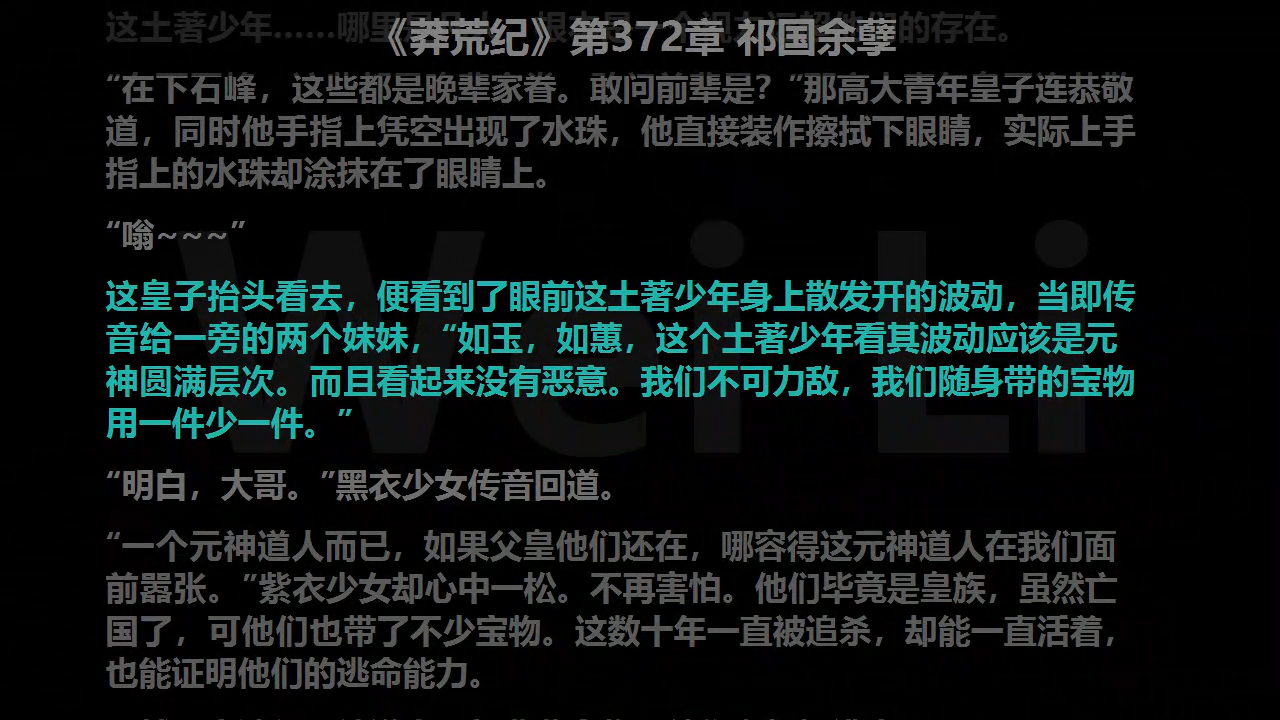 这土著少年……哪里
的存在。
《莽荒纪》第372章 祁国余孽
“在下石峰，这些都是晚辈家眷。敢问前辈是？”那高大青年皇子连恭敬
道，同时他手指上凭空出现了水珠，他直接装作擦拭下眼睛，实际上手
指上的水珠却涂抹在了眼睛上。
“嗡~~~”
这皇子抬头看去，便看到了眼前这土著少年身上散发开的波动，当即传
音给一旁的两个妹妹，“如玉，如蕙，这个土著少年看其波动应该是元
神圆满层次。而且看起来没有恶意。我们不可力敌，我们随身带的宝物
用一件少一件。”
“明白，大哥。”黑衣少女传音回道。
“一个元神道人而已，如果父皇他们还在，哪容得这元神道人在我们面
前嚣张。”紫衣少女却心中一松。不再害怕。他们毕竟是皇族，虽然亡
国了，可他们也带了不少宝物。这数十年一直被追杀，却能一直活着，
也能证明他们的逃命能力。
Wei Li